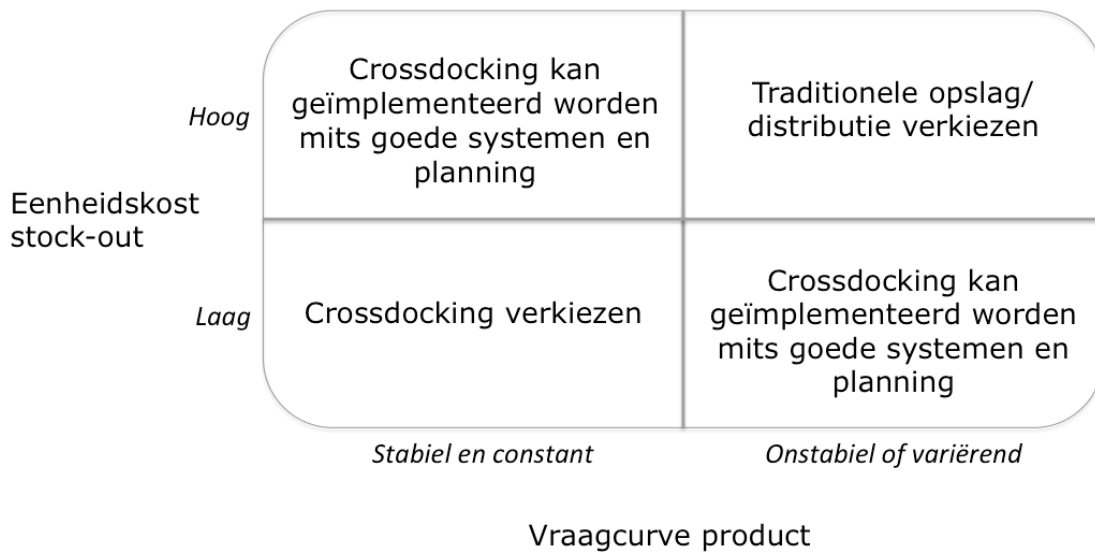 Crossdocking kan
geïmplementeerd worden
mits goede systemen en
planning
Traditionele opslag/
distributie verkiezen
Hoog
Eenheidskost
stock-out
Laag
Crossdocking verkiezen
Crossdocking kan
geïmplementeerd worden
mits goede systemen en
planning
Stabiel en constant
Onstabiel of variërend
Vraagcurve product